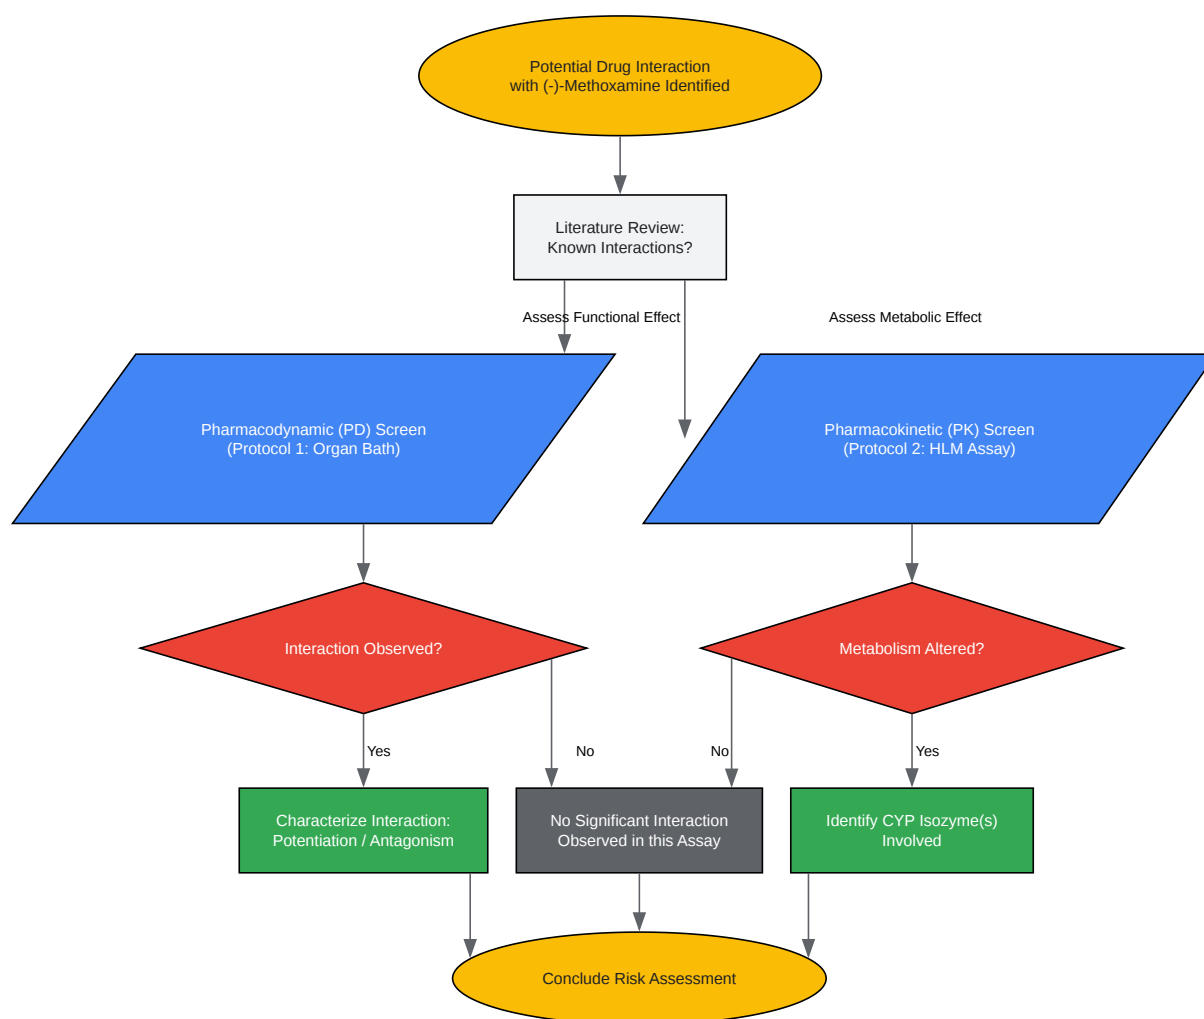 Potential Drug Interaction
with (-)-Methoxamine Identified
Literature Review:
Known Interactions?
Assess Functional Effect
Assess Metabolic Effect
Pharmacodynamic (PD) Screen
(Protocol 1: Organ Bath)
Pharmacokinetic (PK) Screen
(Protocol 2: HLM Assay)
Interaction Observed?
Metabolism Altered?
Yes
No
No
Yes
Characterize Interaction:
Potentiation / Antagonism
No Significant Interaction
Observed in this Assay
Identify CYP Isozyme(s)
Involved
Conclude Risk Assessment